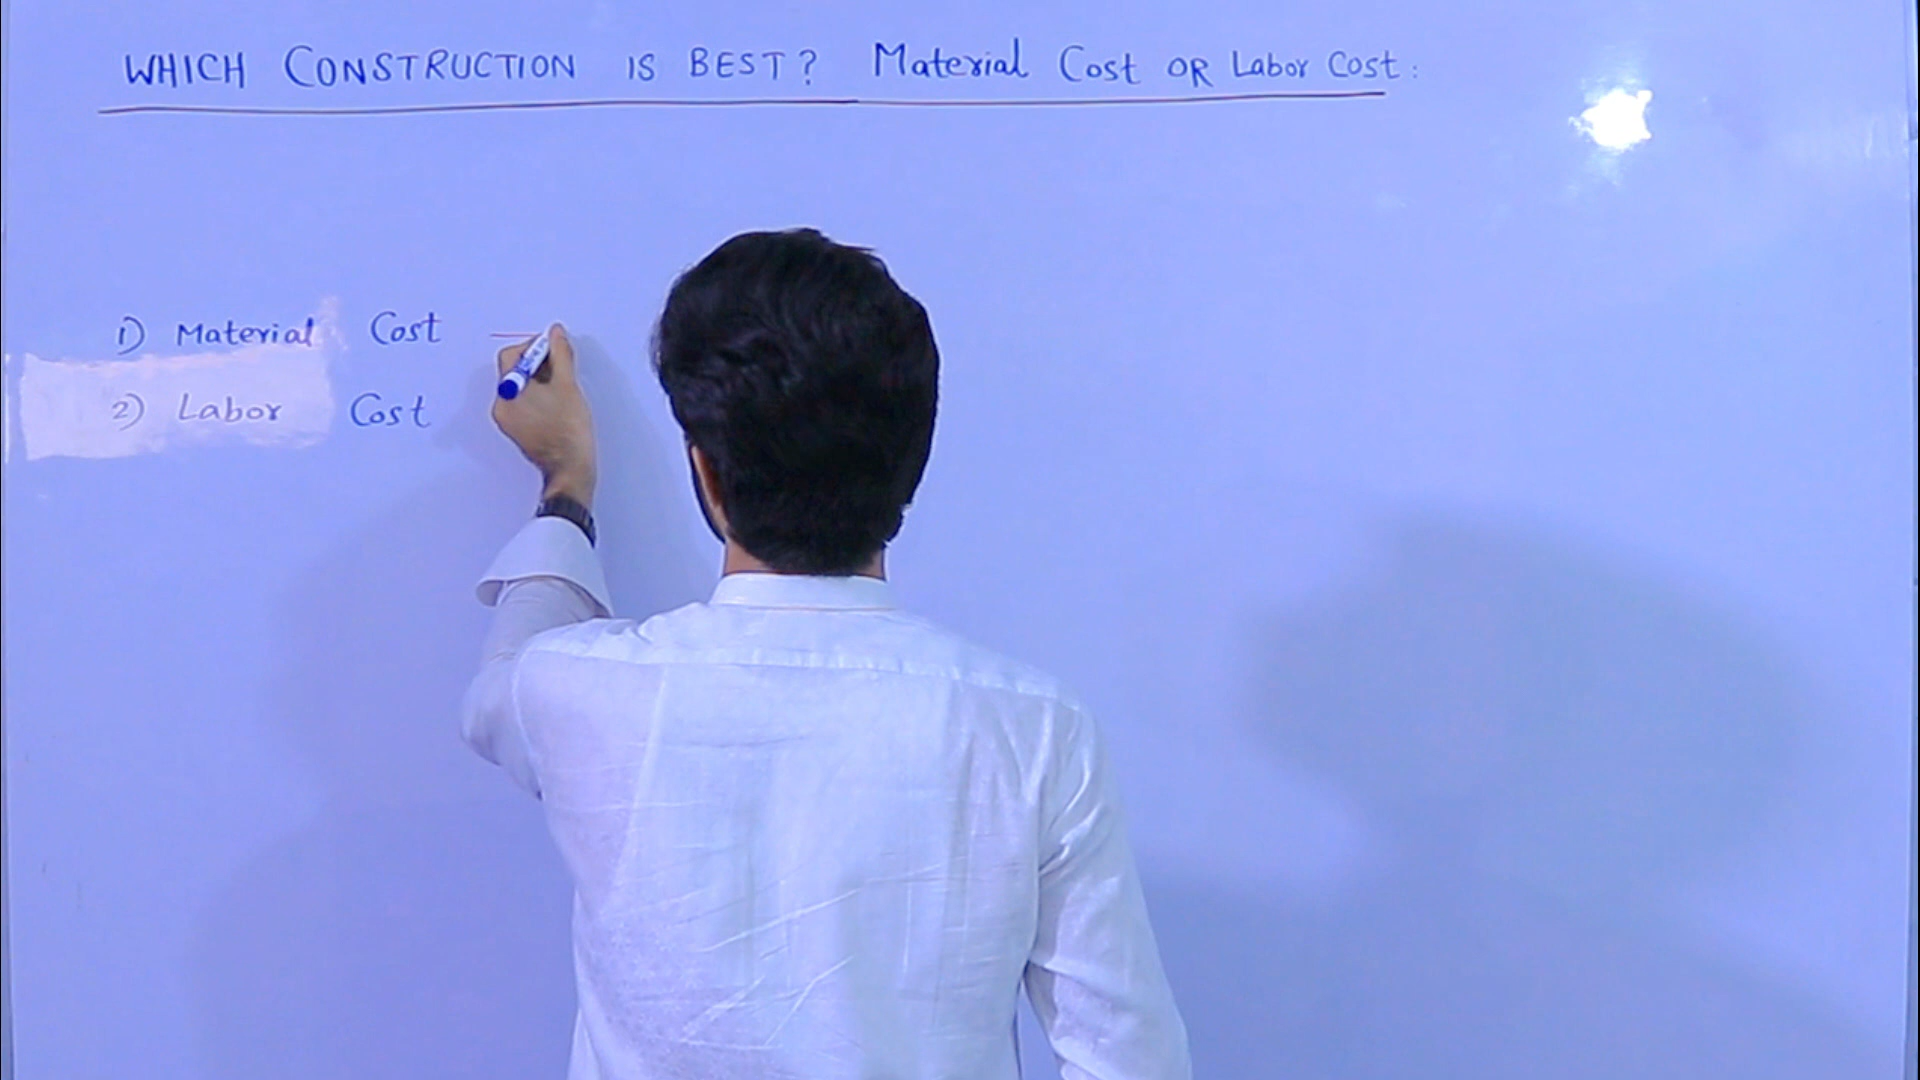 WHICH CONSTRUCTION IS BEST? Material Cost OR Labor Cost:
1) Material Cost —
2) Labor Cost